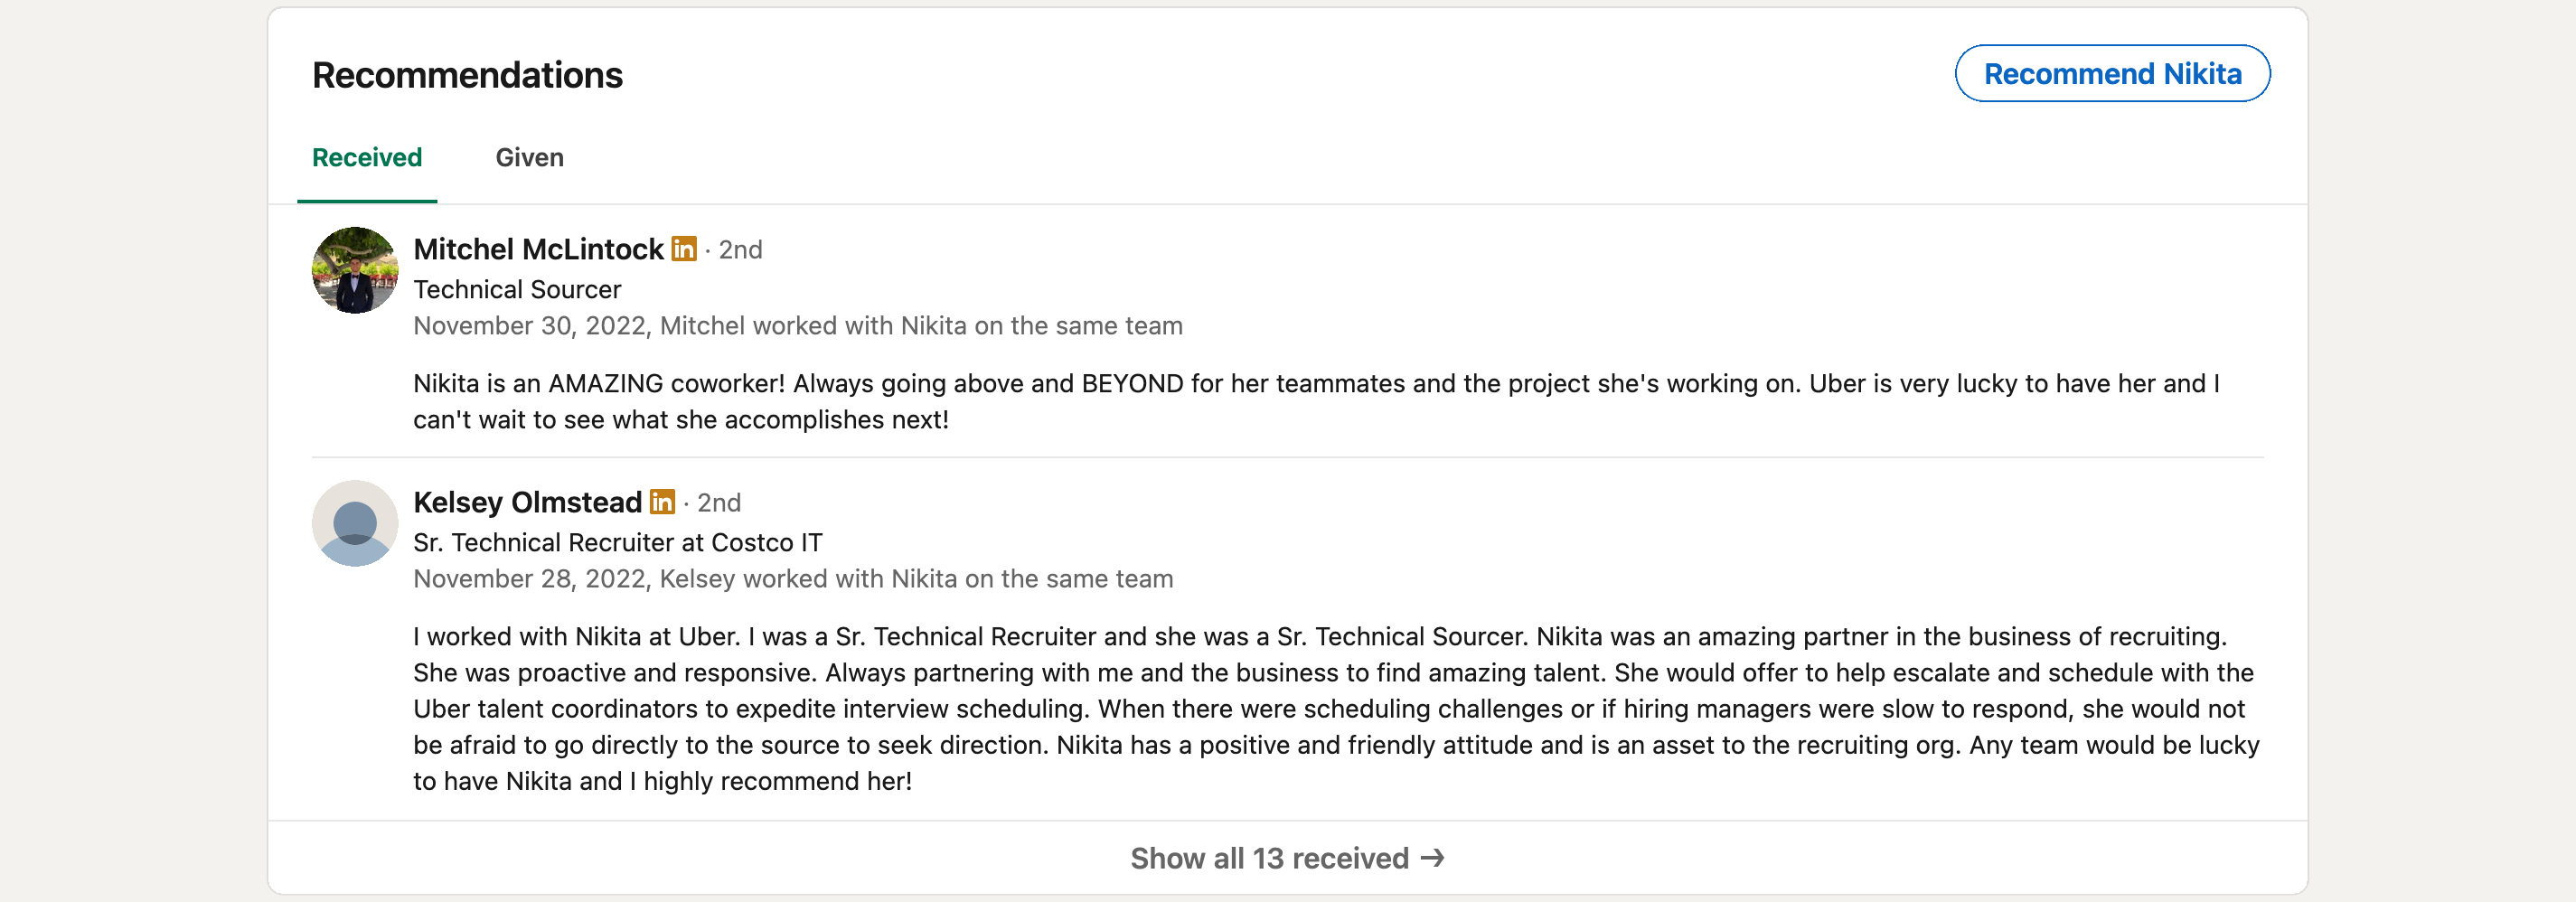 Recommendations
Recommend Nikita
Received Given
Mitchel McLintock in · 2nd
Technical Sourcer
November 30, 2022, Mitchel worked with Nikita on the same team
Nikita is an AMAZING coworker! Always going above and BEYOND for her teammates and the project she's working on. Uber is very lucky to have her and I
can't wait to see what she accomplishes next!
Kelsey Olmstead in · 2nd
Sr. Technical Recruiter at Costco IT
November 28, 2022, Kelsey worked with Nikita on the same team
I worked with Nikita at Uber. I was a Sr. Technical Recruiter and she was a Sr. Technical Sourcer. Nikita was an amazing partner in the business of recruiting.
She was proactive and responsive. Always partnering with me and the business to find amazing talent. She would offer to help escalate and schedule with the
Uber talent coordinators to expedite interview scheduling. When there were scheduling challenges or if hiring managers were slow to respond, she would not
be afraid to go directly to the source to seek direction. Nikita has a positive and friendly attitude and is an asset to the recruiting org. Any team would be lucky
to have Nikita and I highly recommend her!
Show all 13 received →